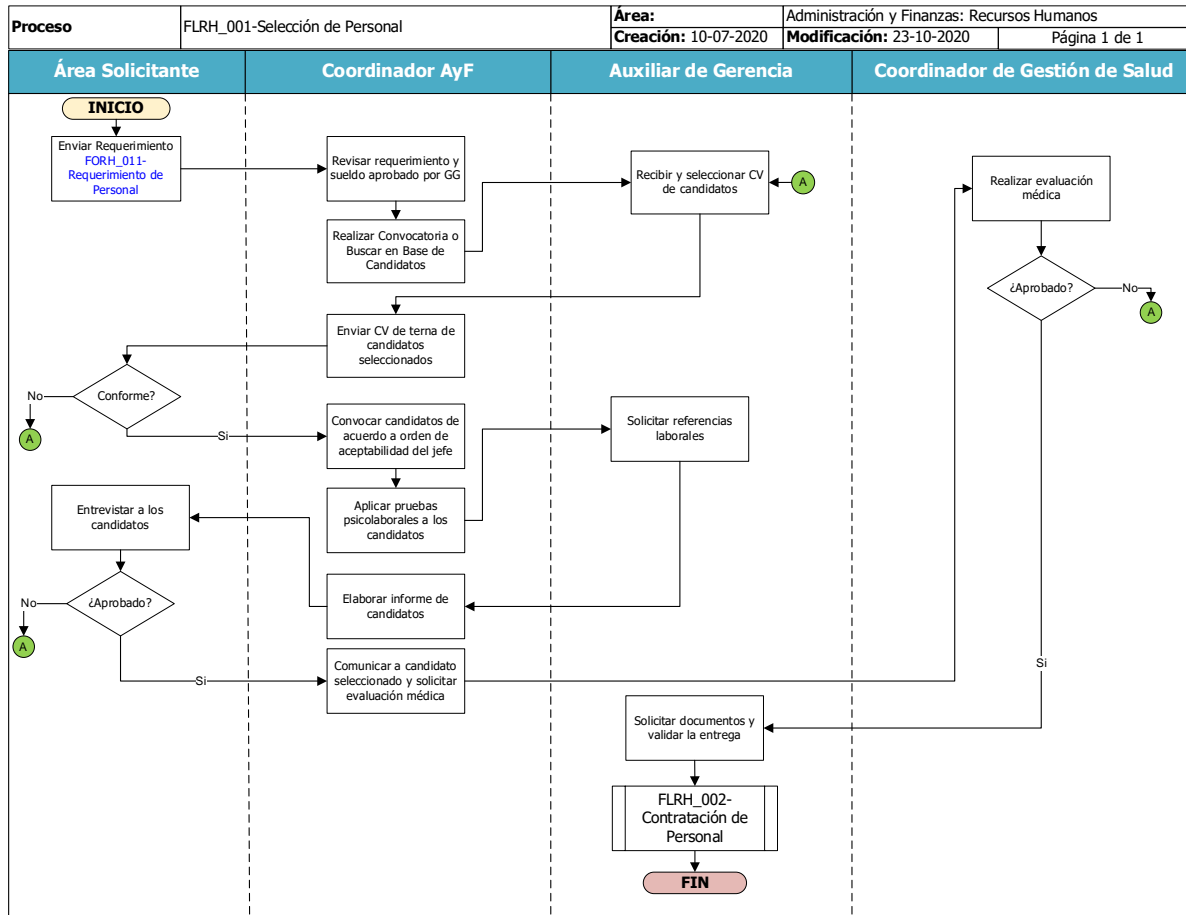 Proceso
FLRH_001-Selección de Personal
Área:
Administración y Finanzas: Recursos Humanos
Creación: 10-07-2020
Modificación: 23-10-2020
Página 1 de 1
Área Solicitante
Coordinador AyF
Auxiliar de Gerencia
Coordinador de Gestión de Salud
INICIO
Enviar Requerimiento
FORH_011-
Requerimiento de
Personal
Revisar requerimiento y
sueldo aprobado por GG
Realizar Convocatoria o
Buscar en Base de
Candidatos
Recibir y seleccionar CV
de candidatos
A
Realizar evaluación
médica
¿Aprobado?
No
A
Enviar CV de terna de
candidatos
seleccionados
Conforme?
No
A
Si
Convocar candidatos de
acuerdo a orden de
aceptabilidad del jefe
Solicitar referencias
laborales
Aplicar pruebas
psicolaborales a los
candidatos
Entrevistar a los
candidatos
Elaborar informe de
candidatos
¿Aprobado?
No
A
Si
Comunicar a candidato
seleccionado y solicitar
evaluación médica
Si
Solicitar documentos y
validar la entrega
FLRH_002-
Contratación de
Personal
FIN